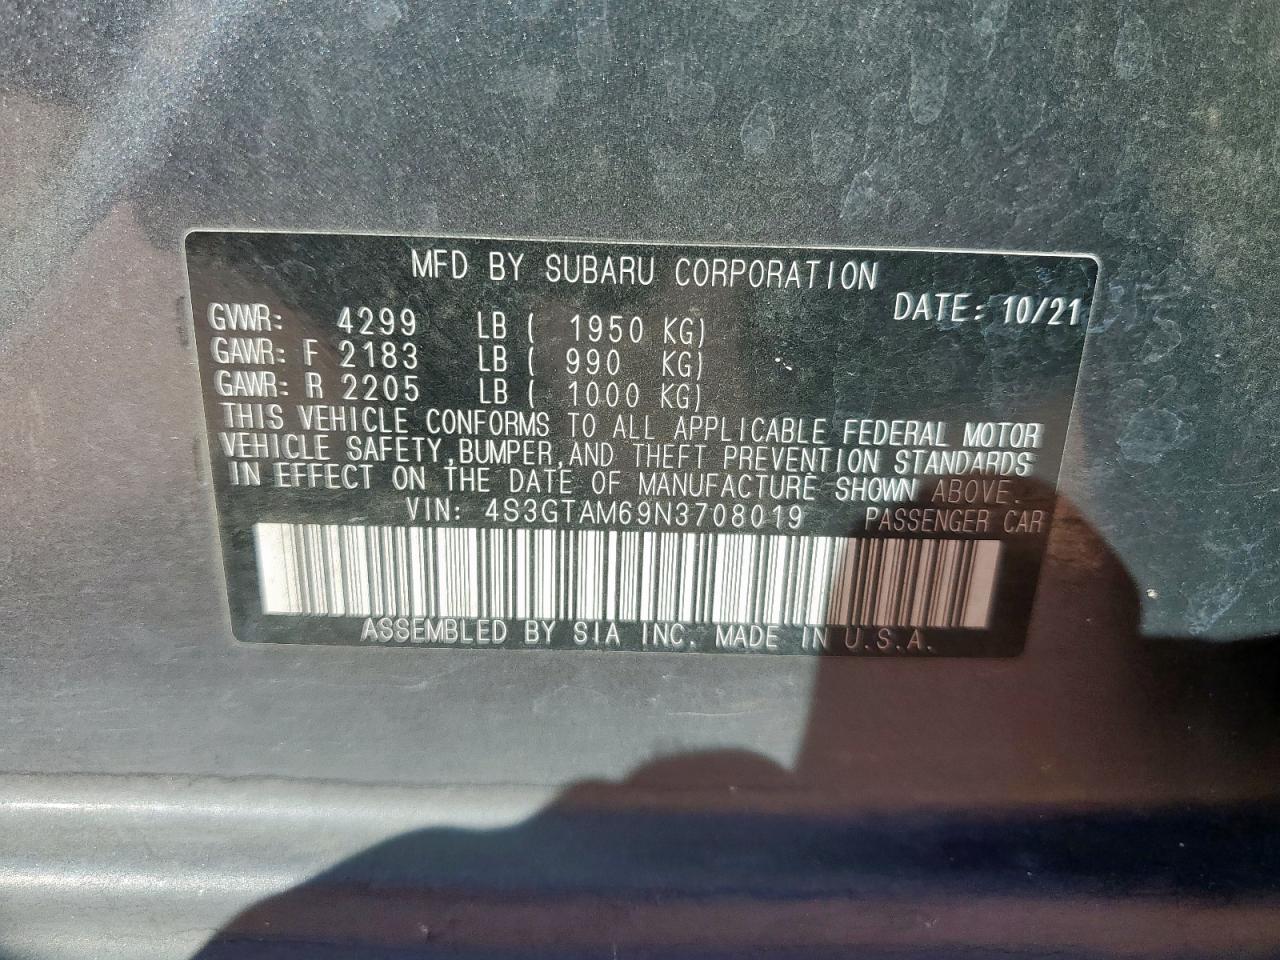 MFD BY SUBARU CORPORATION
DATE: 10/21
GVWR: 4299 LB ( 1950 KG)
GAWR: F 2183 LB ( 990 KG)
GAWR: R 2205 LB ( 1000 KG)
THIS VEHICLE CONFORMS TO ALL APPLICABLE FEDERAL MOTOR
VEHICLE SAFETY,BUMPER,AND THEFT PREVENTION STANDARDS
IN EFFECT ON THE DATE OF MANUFACTURE SHOWN ABOVE.
VIN: 4S3GTAM69N3708019 PASSENGER CAR
ASSEMBLED BY SIA INC. MADE IN U.S.A.